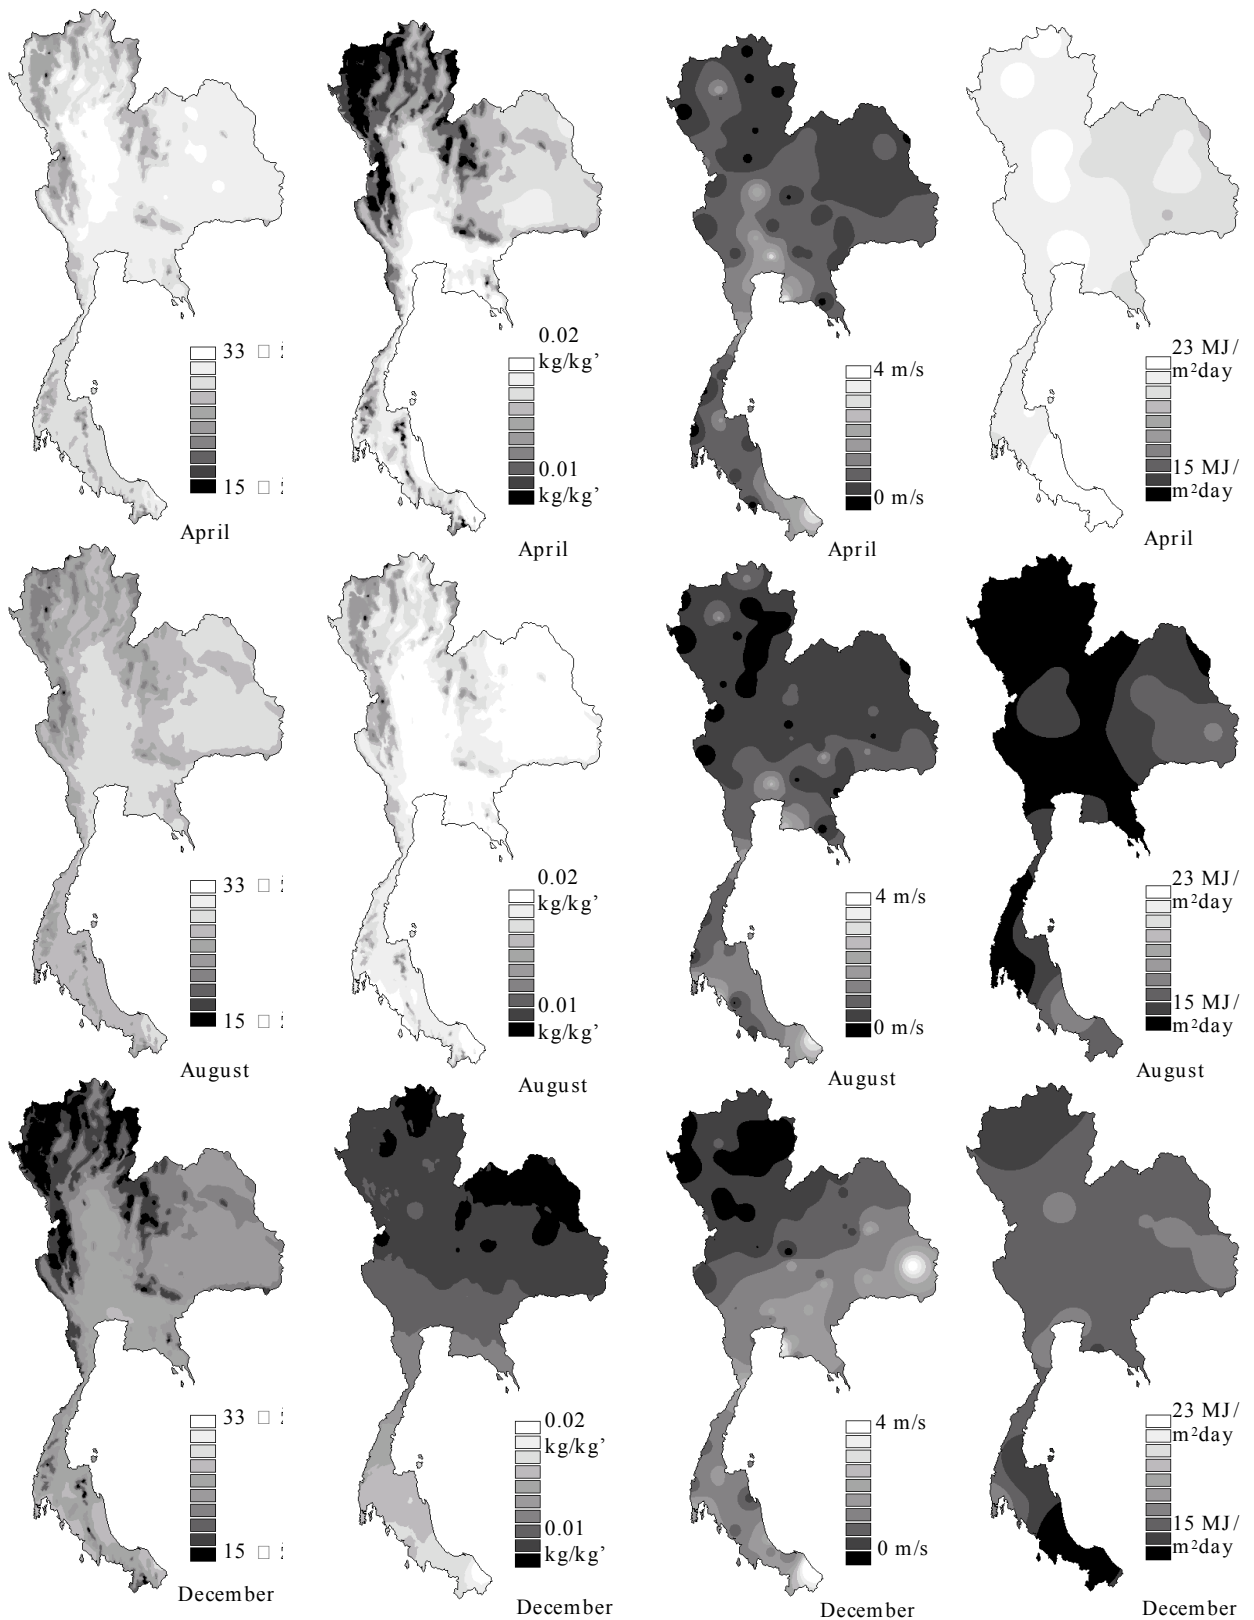 33 □
15 □
April
0.02
kg/kg’
0.01
kg/kg’
April
4 m/s
0 m/s
April
23 MJ/
m²day
15 MJ/
m²day
April
33 □
15 □
August
0.02
kg/kg’
0.01
kg/kg’
August
4 m/s
0 m/s
August
23 MJ/
m²day
15 MJ/
m²day
August
33 □
15 □
December
0.02
kg/kg’
0.01
kg/kg’
December
4 m/s
0 m/s
December
23 MJ/
m²day
15 MJ/
m²day
December